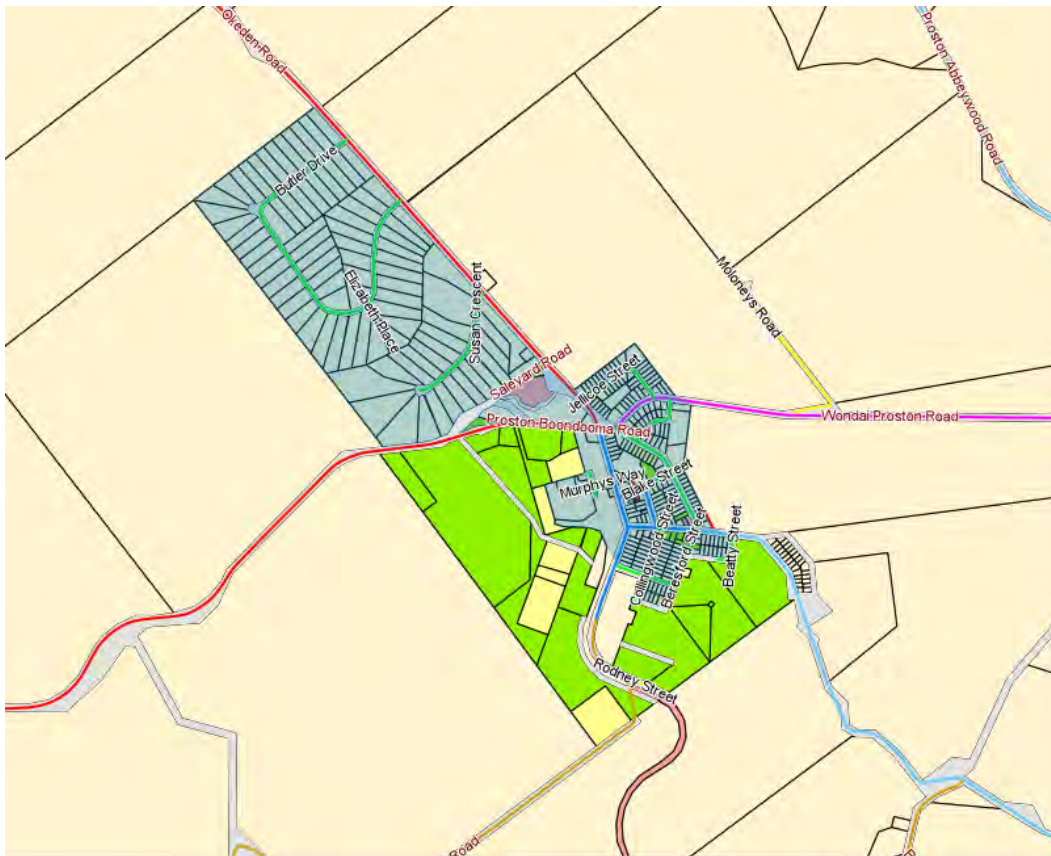 Okeden Road
Proston Abbeywood Road
Butler Drive
Moloneys Road
Elizabeth Place
Susan Crescent
Saleyard Road
Jellicoe Street
Wondai Proston Road
Proston Boondooma Road
Murphys Way
Blake Street
Collingwood Street
Beresford Street
Beatty Street
Rodney Street
Road